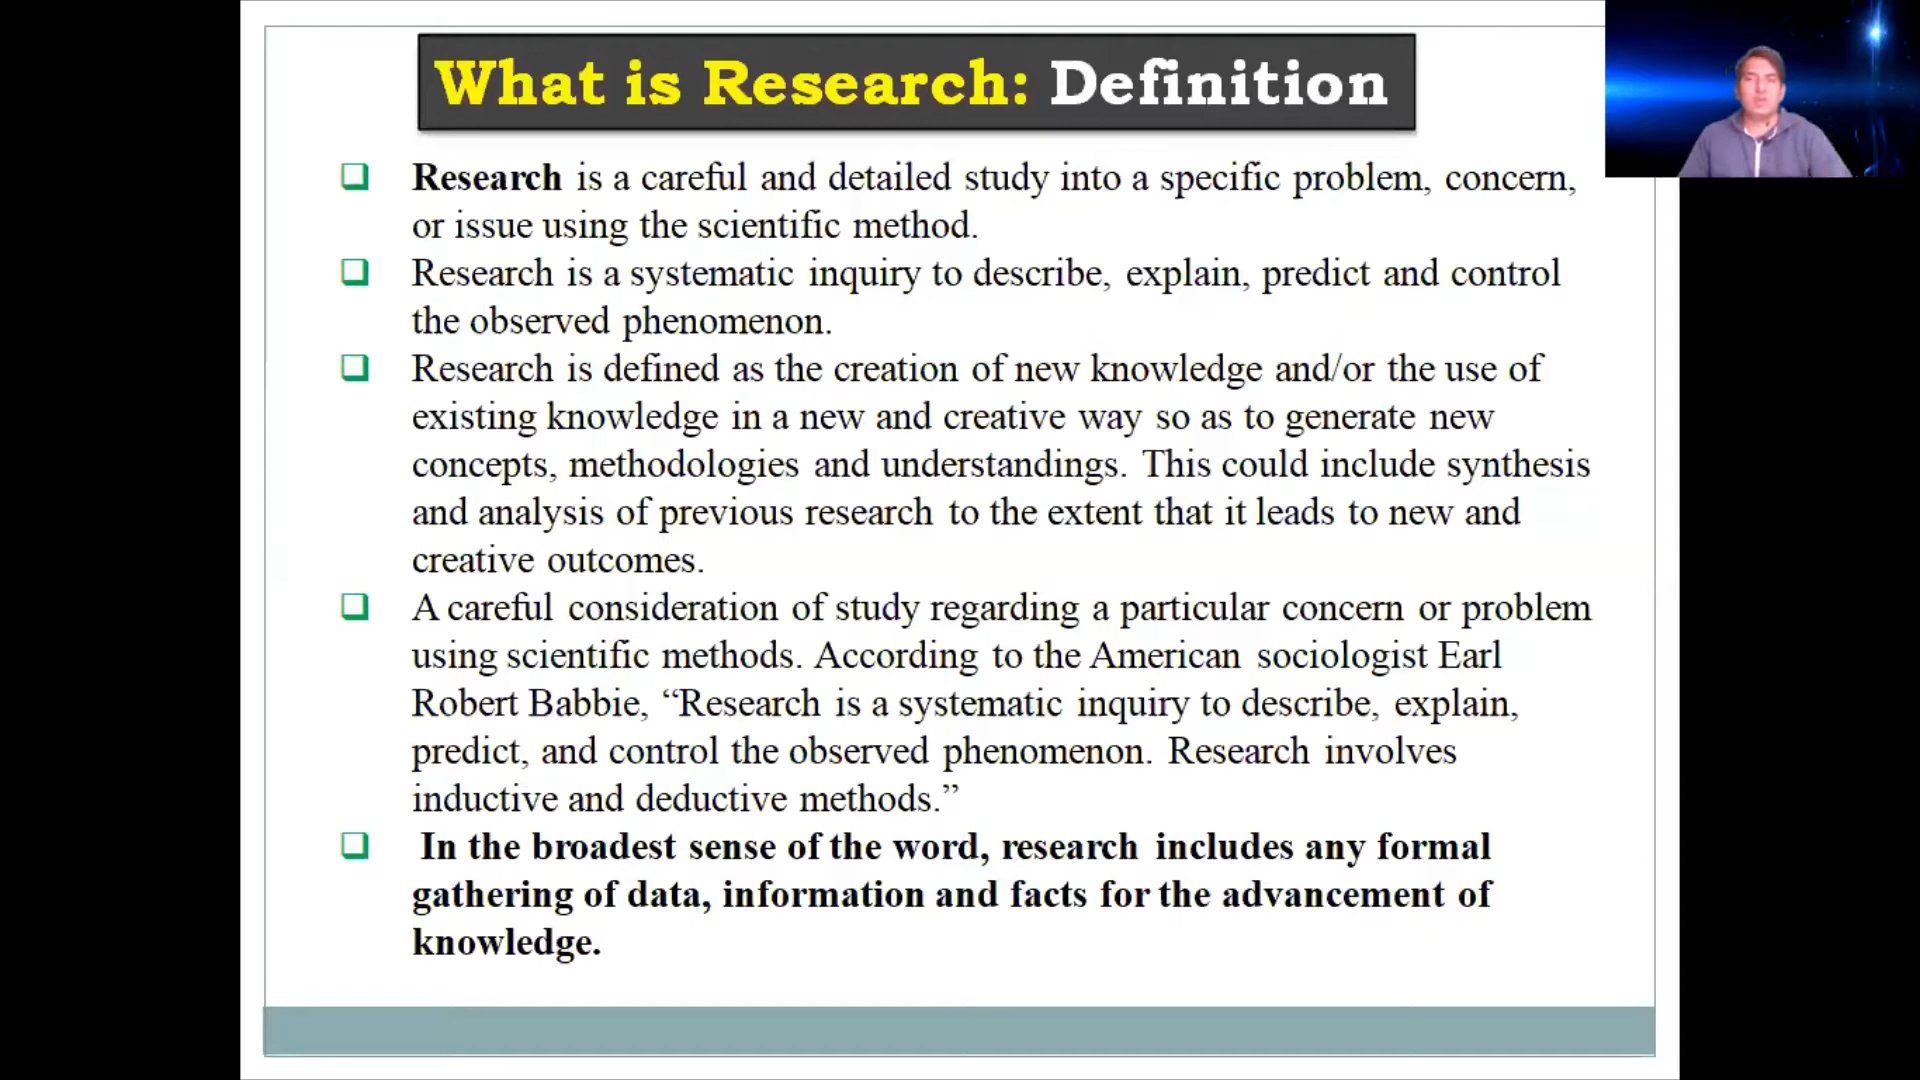 What is Research: Definition
Research is a careful and detailed study into a specific problem, concern,
or issue using the scientific method.
Research is a systematic inquiry to describe, explain, predict and control
the observed phenomenon.
Research is defined as the creation of new knowledge and/or the use of
existing knowledge in a new and creative way so as to generate new
concepts, methodologies and understandings. This could include synthesis
and analysis of previous research to the extent that it leads to new and
creative outcomes.
A careful consideration of study regarding a particular concern or problem
using scientific methods. According to the American sociologist Earl
Robert Babbie, “Research is a systematic inquiry to describe, explain,
predict, and control the observed phenomenon. Research involves
inductive and deductive methods.”
In the broadest sense of the word, research includes any formal
gathering of data, information and facts for the advancement of
knowledge.